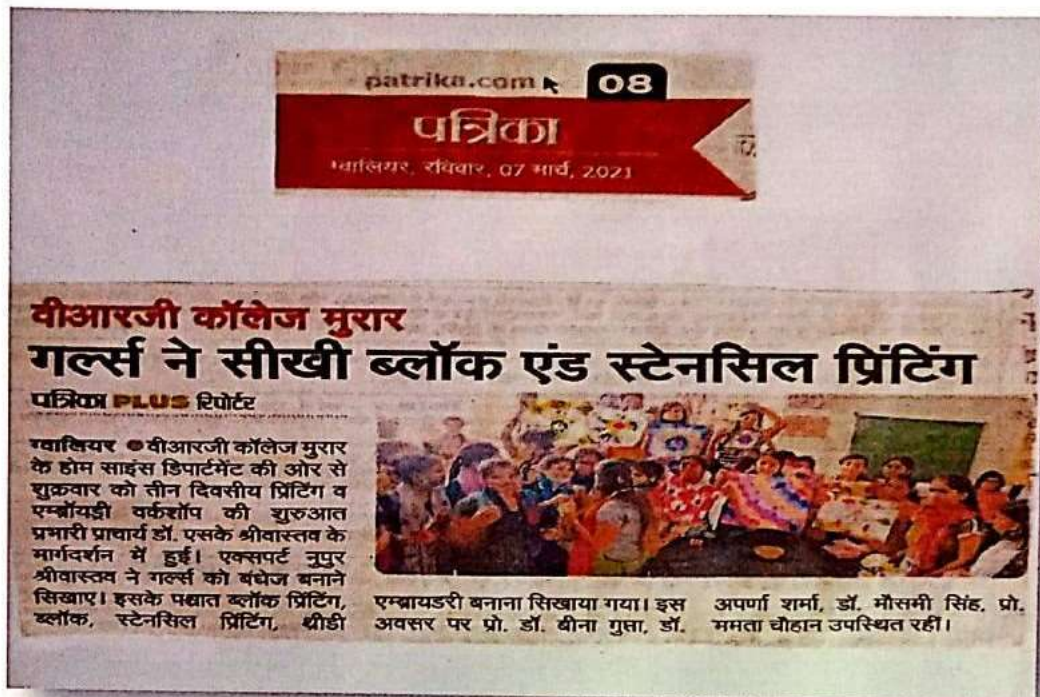 patrika.com 08
पत्रिका
ग्वालियर, रविवार, 07 मार्च, 2021
वीआरजी कॉलेज मुरार
गर्ल्स ने सीखी ब्लॉक एंड स्टेनसिल प्रिंटिंग
पत्रिका PLUS रिपोर्टर
ग्वालियर ● वीआरजी कॉलेज मुरार
के होम साइंस डिपार्टमेंट की ओर से
शुक्रवार को तीन दिवसीय प्रिंटिंग व
एम्ब्रॉयड्री वर्कशॉप की शुरुआत
प्रभारी प्राचार्य डॉ. एसके श्रीवास्तव के
मार्गदर्शन में हुई। एक्सपर्ट नुपुर
श्रीवास्तव ने गर्ल्स को बंधेज बनाने
सिखाए। इसके पश्चात ब्लॉक प्रिंटिंग,
ब्लॉक, स्टेनसिल प्रिंटिंग, थ्रीडी
एम्ब्रायडरी बनाना सिखाया गया। इस
अवसर पर प्रो. डॉ. बीना गुप्ता, डॉ.
अपर्णा शर्मा, डॉ. मौसमी सिंह, प्रो.
ममता चौहान उपस्थित रहीं।